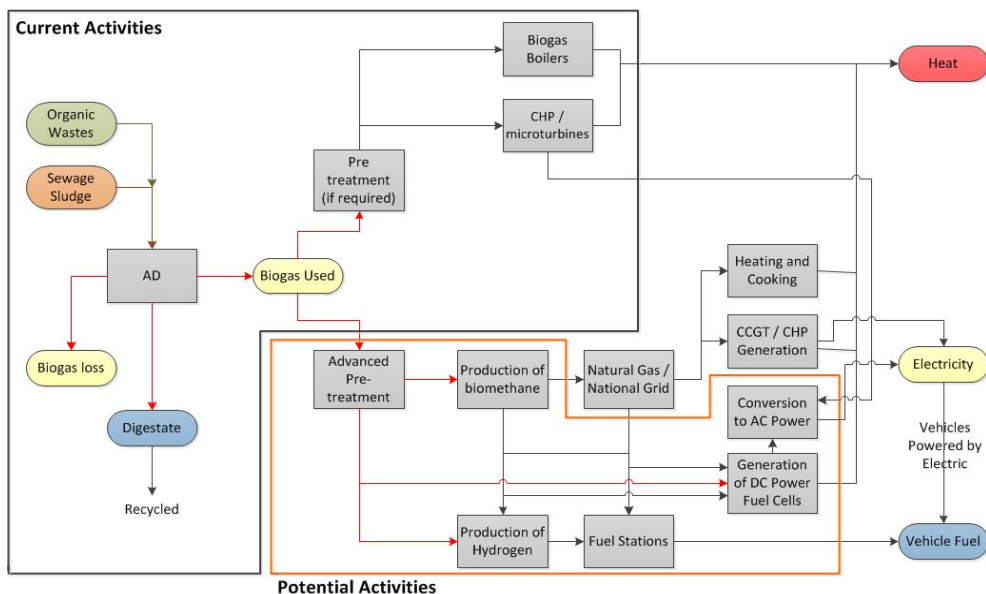 Current Activities
Biogas
Boilers
Heat
Organic
Wastes
CHP /
microturbines
Sewage
Sludge
Pre
treatment
(if required)
AD
Biogas Used
Heating and
Cooking
Biogas loss
Advanced
Pre-
treatment
Production of
biomethane
Natural Gas /
National Grid
CCGT / CHP
Generation
Electricity
Digestate
Conversion
to AC Power
Vehicles
Powered by
Electric
Recycled
Generation
of DC Power
Fuel Cells
Production of
Hydrogen
Fuel Stations
Vehicle Fuel
Potential Activities